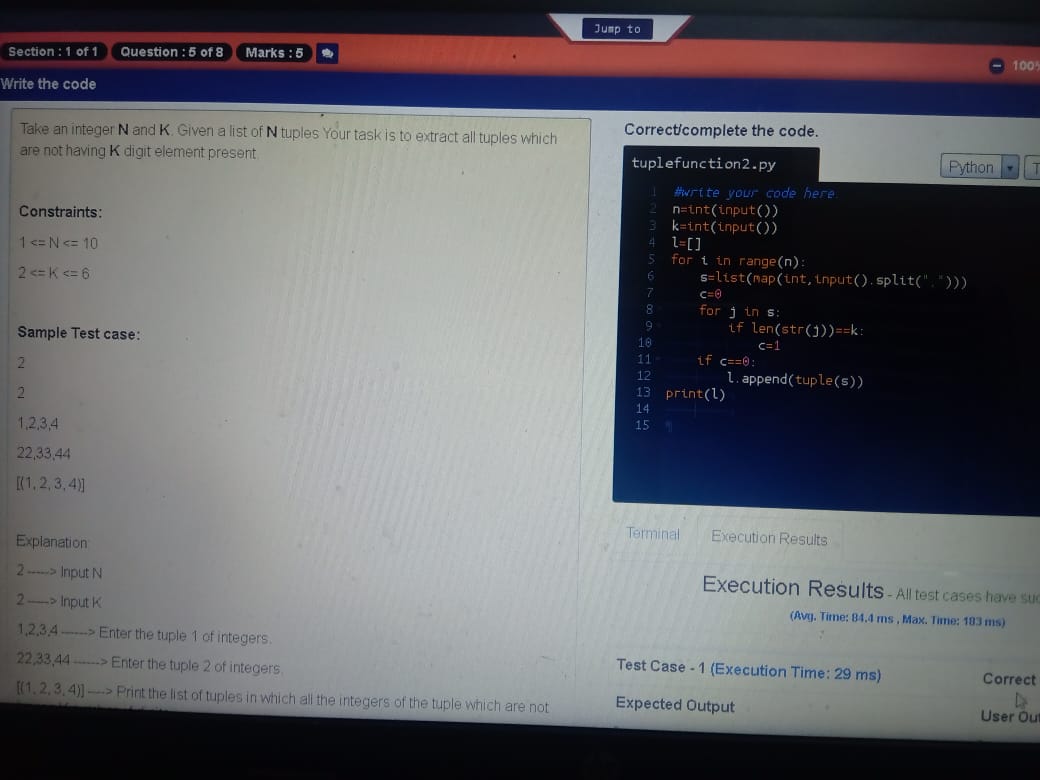 Jump to
Section : 1 of 1 Question : 5 of 8 Marks : 5
100%
Write the code
Take an integer N and K. Given a list of N tuples Your task is to extract all tuples which
are not having K digit element present.
Constraints:
1 <= N <= 10
2 <= K <= 6
Sample Test case:
2
2
1,2,3,4
22,33,44
[(1, 2, 3, 4)]
Explanation:
2 -----> Input N
2 ----> Input K
1,2,3,4 ------> Enter the tuple 1 of integers.
22,33,44 ------> Enter the tuple 2 of integers.
[(1, 2, 3, 4)] ----> Print the list of tuples in which all the integers of the tuple which are not
Correct/complete the code.
tuplefunction2.py
Python
1 #write your code here.
2 n=int(input())
3 k=int(input())
4 l=[]
5 for i in range(n):
6 s=list(map(int,input().split(",")))
7 c=0
8 for j in s:
9 if len(str(j))==k:
10 c=1
11 if c==0:
12 l.append(tuple(s))
13 print(l)
14
15
Terminal Execution Results
Execution Results - All test cases have suc
(Avg. Time: 84.4 ms , Max. Time: 183 ms)
Test Case - 1 (Execution Time: 29 ms)
Correct
Expected Output
User Out